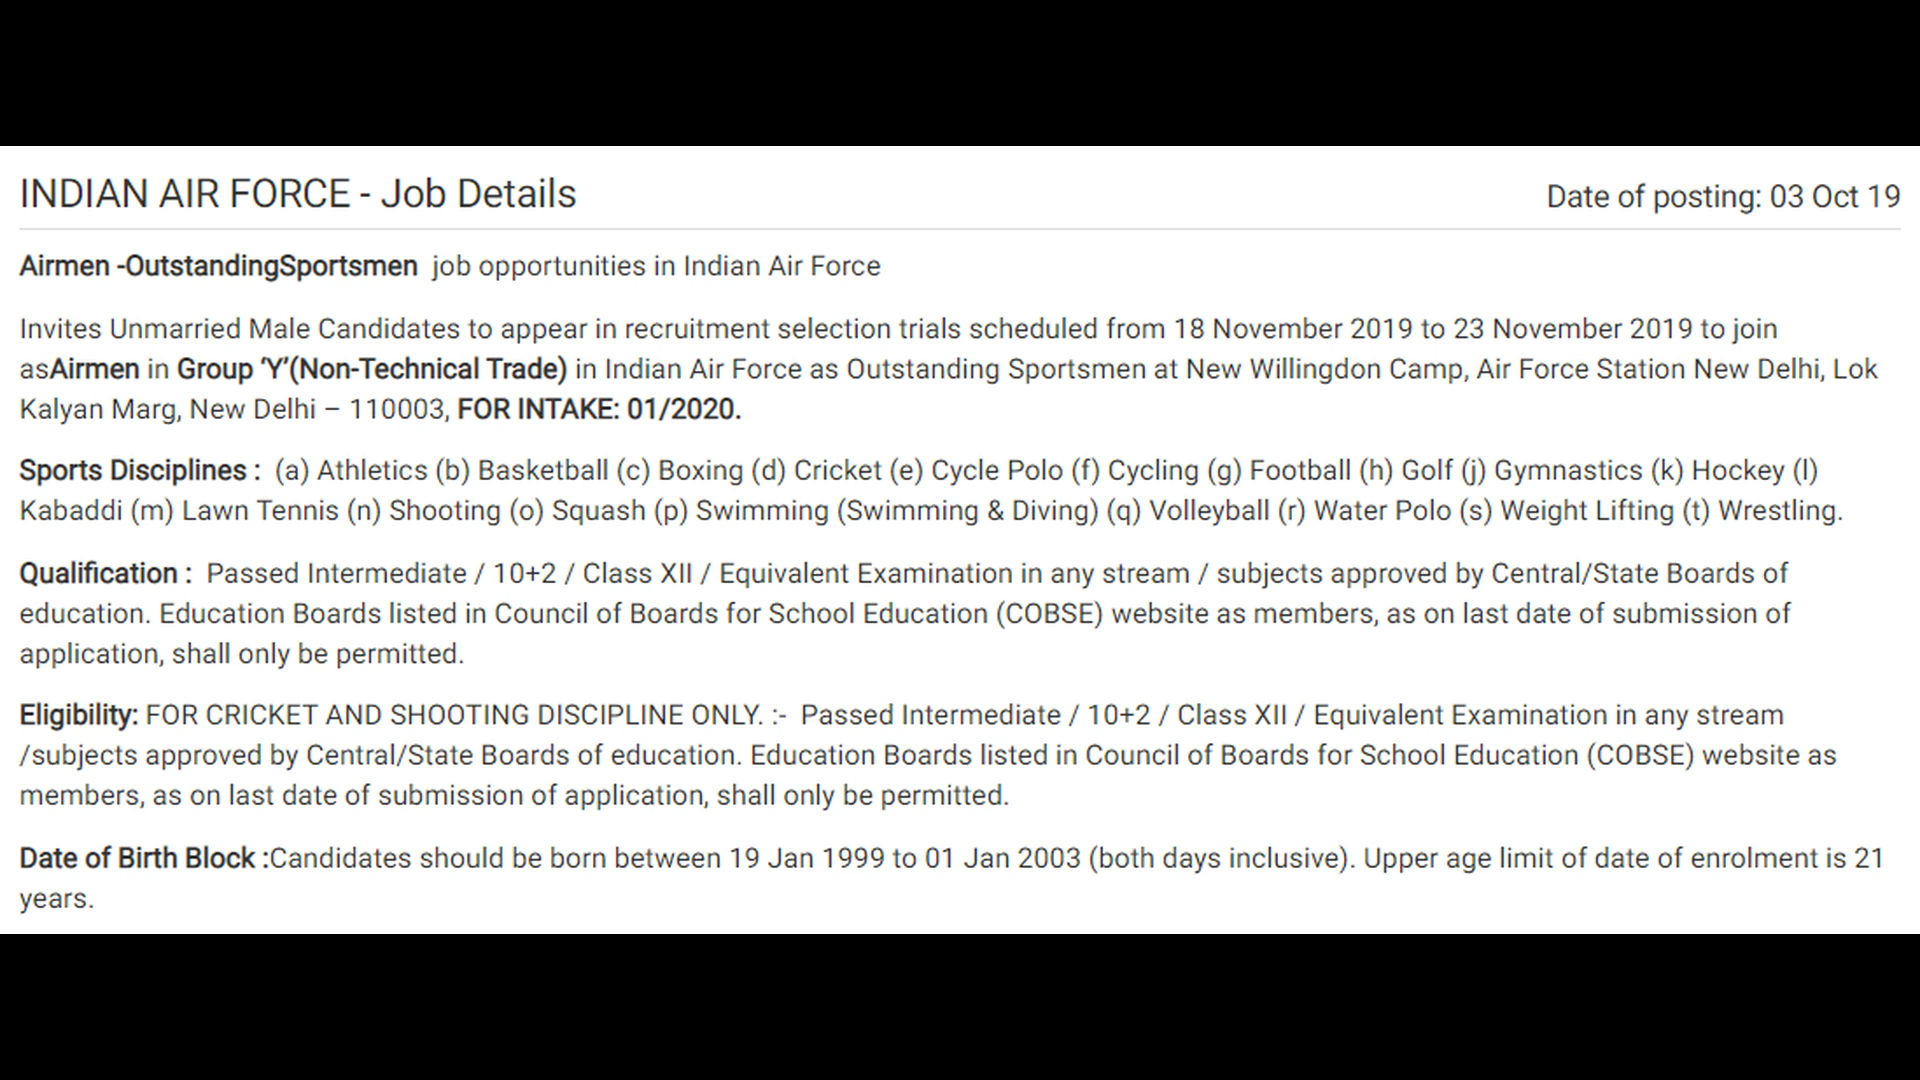 INDIAN AIR FORCE - Job Details
Date of posting: 03 Oct 19
Airmen -OutstandingSportsmen job opportunities in Indian Air Force
Invites Unmarried Male Candidates to appear in recruitment selection trials scheduled from 18 November 2019 to 23 November 2019 to join
asAirmen in Group ‘Y’(Non-Technical Trade) in Indian Air Force as Outstanding Sportsmen at New Willingdon Camp, Air Force Station New Delhi, Lok
Kalyan Marg, New Delhi – 110003, FOR INTAKE: 01/2020.
Sports Disciplines : (a) Athletics (b) Basketball (c) Boxing (d) Cricket (e) Cycle Polo (f) Cycling (g) Football (h) Golf (j) Gymnastics (k) Hockey (l)
Kabaddi (m) Lawn Tennis (n) Shooting (o) Squash (p) Swimming (Swimming & Diving) (q) Volleyball (r) Water Polo (s) Weight Lifting (t) Wrestling.
Qualification : Passed Intermediate / 10+2 / Class XII / Equivalent Examination in any stream / subjects approved by Central/State Boards of
education. Education Boards listed in Council of Boards for School Education (COBSE) website as members, as on last date of submission of
application, shall only be permitted.
Eligibility: FOR CRICKET AND SHOOTING DISCIPLINE ONLY. :- Passed Intermediate / 10+2 / Class XII / Equivalent Examination in any stream
/subjects approved by Central/State Boards of education. Education Boards listed in Council of Boards for School Education (COBSE) website as
members, as on last date of submission of application, shall only be permitted.
Date of Birth Block :Candidates should be born between 19 Jan 1999 to 01 Jan 2003 (both days inclusive). Upper age limit of date of enrolment is 21
years.